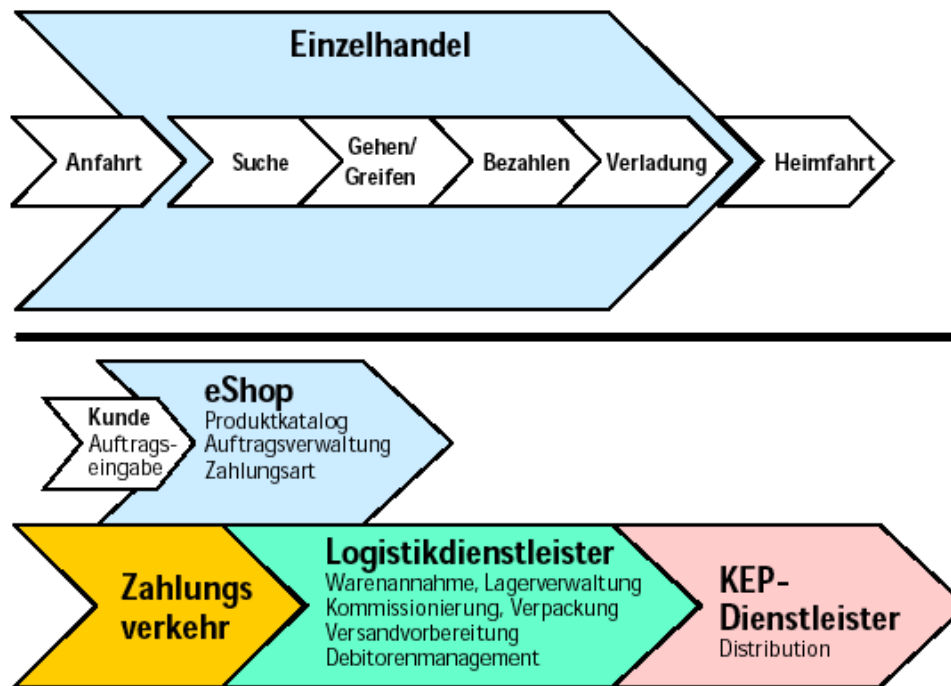 Einzelhandel
Anfahrt
Suche
Gehen/
Greifen
Bezahlen
Verladung
Heimfahrt
eShop
Produktkatalog
Auftragsverwaltung
Zahlungsart
Kunde
Auftrags-
eingabe
Zahlungs
verkehr
Logistikdienstleister
Warenannahme, Lagerverwaltung
Kommissionierung, Verpackung
Versandvorbereitung
Debitorenmanagement
KEP-
Dienstleister
Distribution